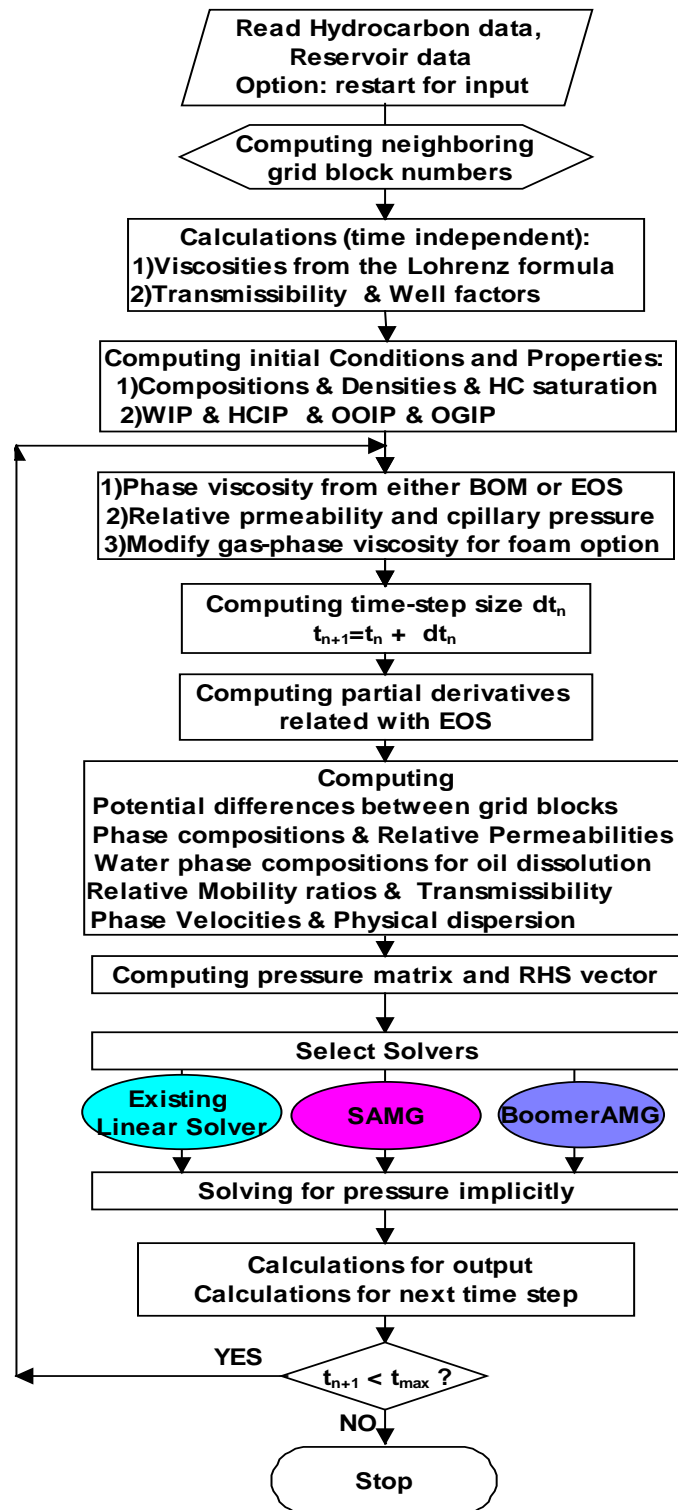 Read Hydrocarbon data,
Reservoir data
Option: restart for input
Computing neighboring
grid block numbers
Calculations (time independent):
1)Viscosities from the Lohrenz formula
2)Transmissibility & Well factors
Computing initial Conditions and Properties:
1)Compositions & Densities & HC saturation
2)WIP & HCIP & OOIP & OGIP
1)Phase viscosity from either BOM or EOS
2)Relative prmeability and cpillary pressure
3)Modify gas-phase viscosity for foam option
Computing time-step size dtₙ
tₙ₊₁=tₙ + dtₙ
Computing partial derivatives
related with EOS
Computing
Potential differences between grid blocks
Phase compositions & Relative Permeabilities
Water phase compositions for oil dissolution
Relative Mobility ratios & Transmissibility
Phase Velocities & Physical dispersion
Computing pressure matrix and RHS vector
Select Solvers
Existing
Linear Solver
SAMG
BoomerAMG
Solving for pressure implicitly
Calculations for output
Calculations for next time step
YES
tₙ₊₁ < tₘₐₓ ?
NO
Stop